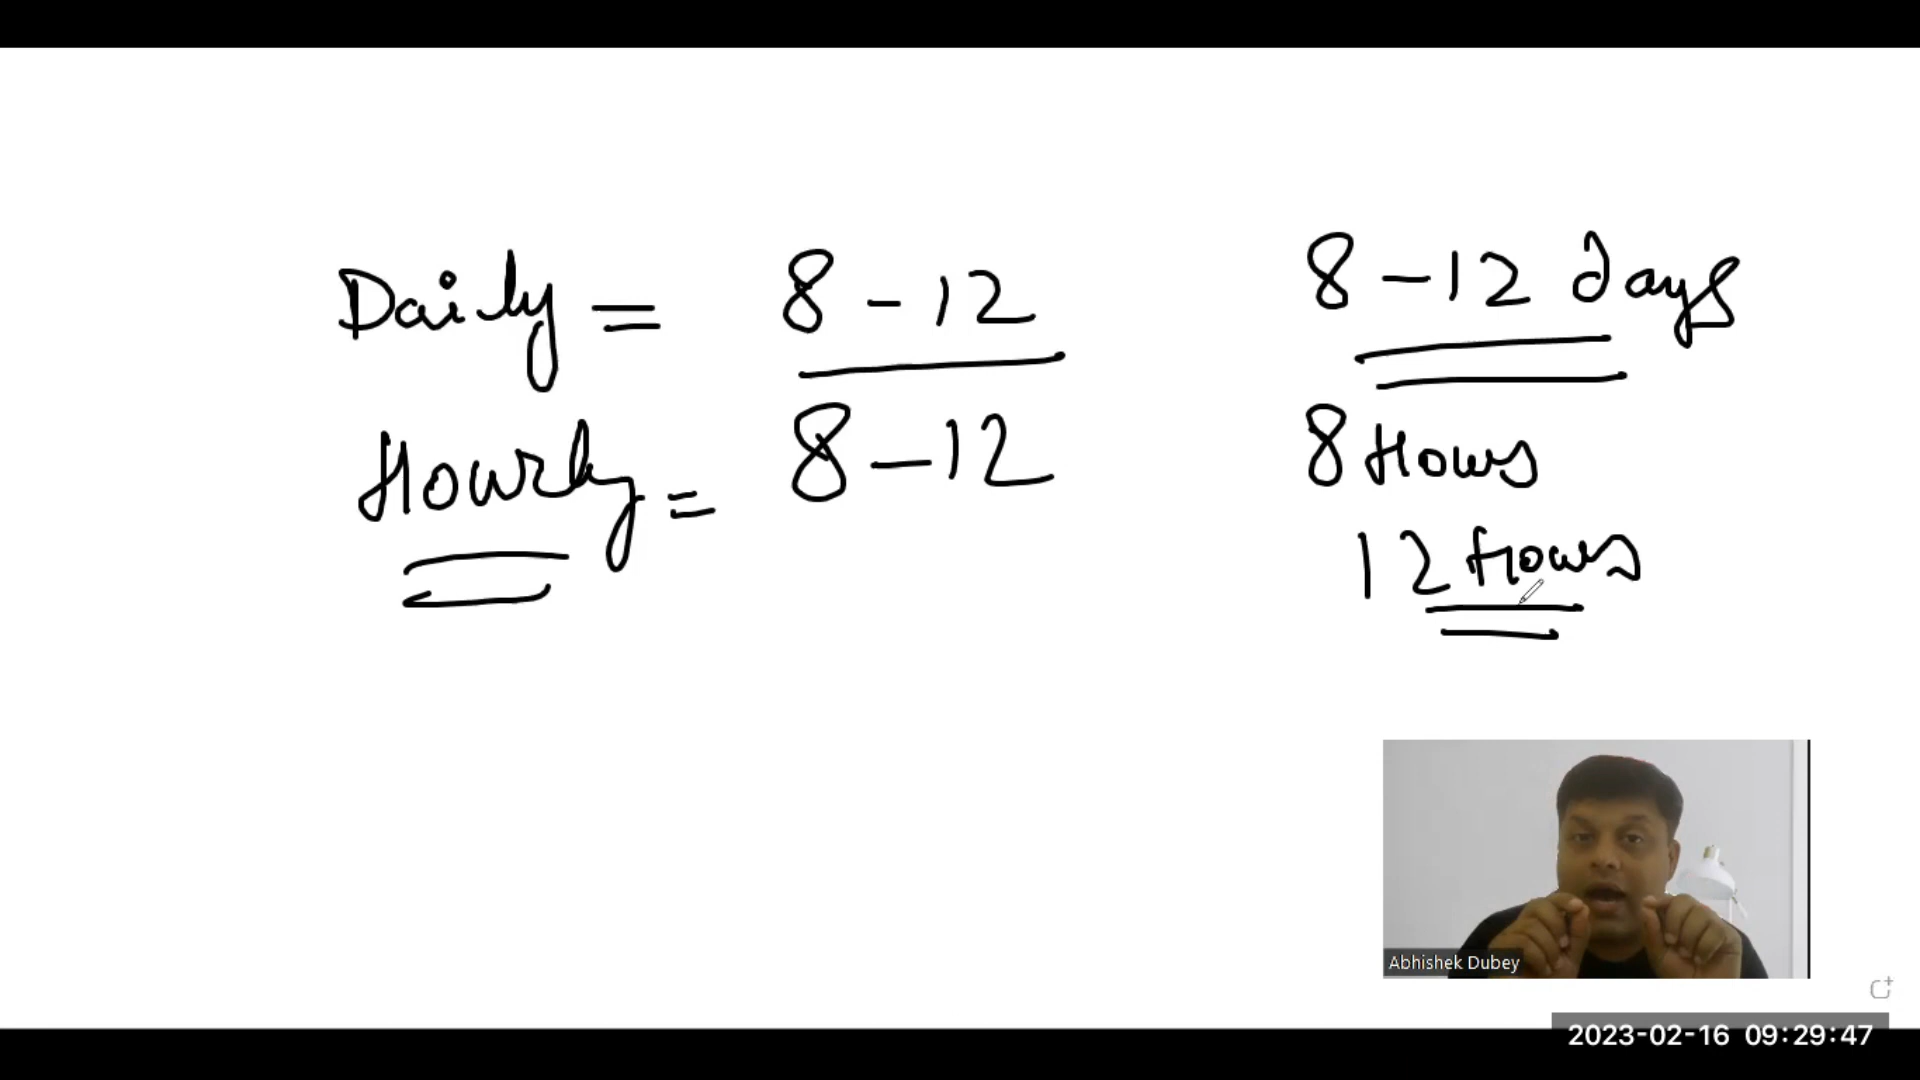 Daily = 8 - 12
Hourly = 8 - 12
8 - 12 days
8 Hours
12 Hours
Abhishek Dubey
2023-02-16 09:29:47